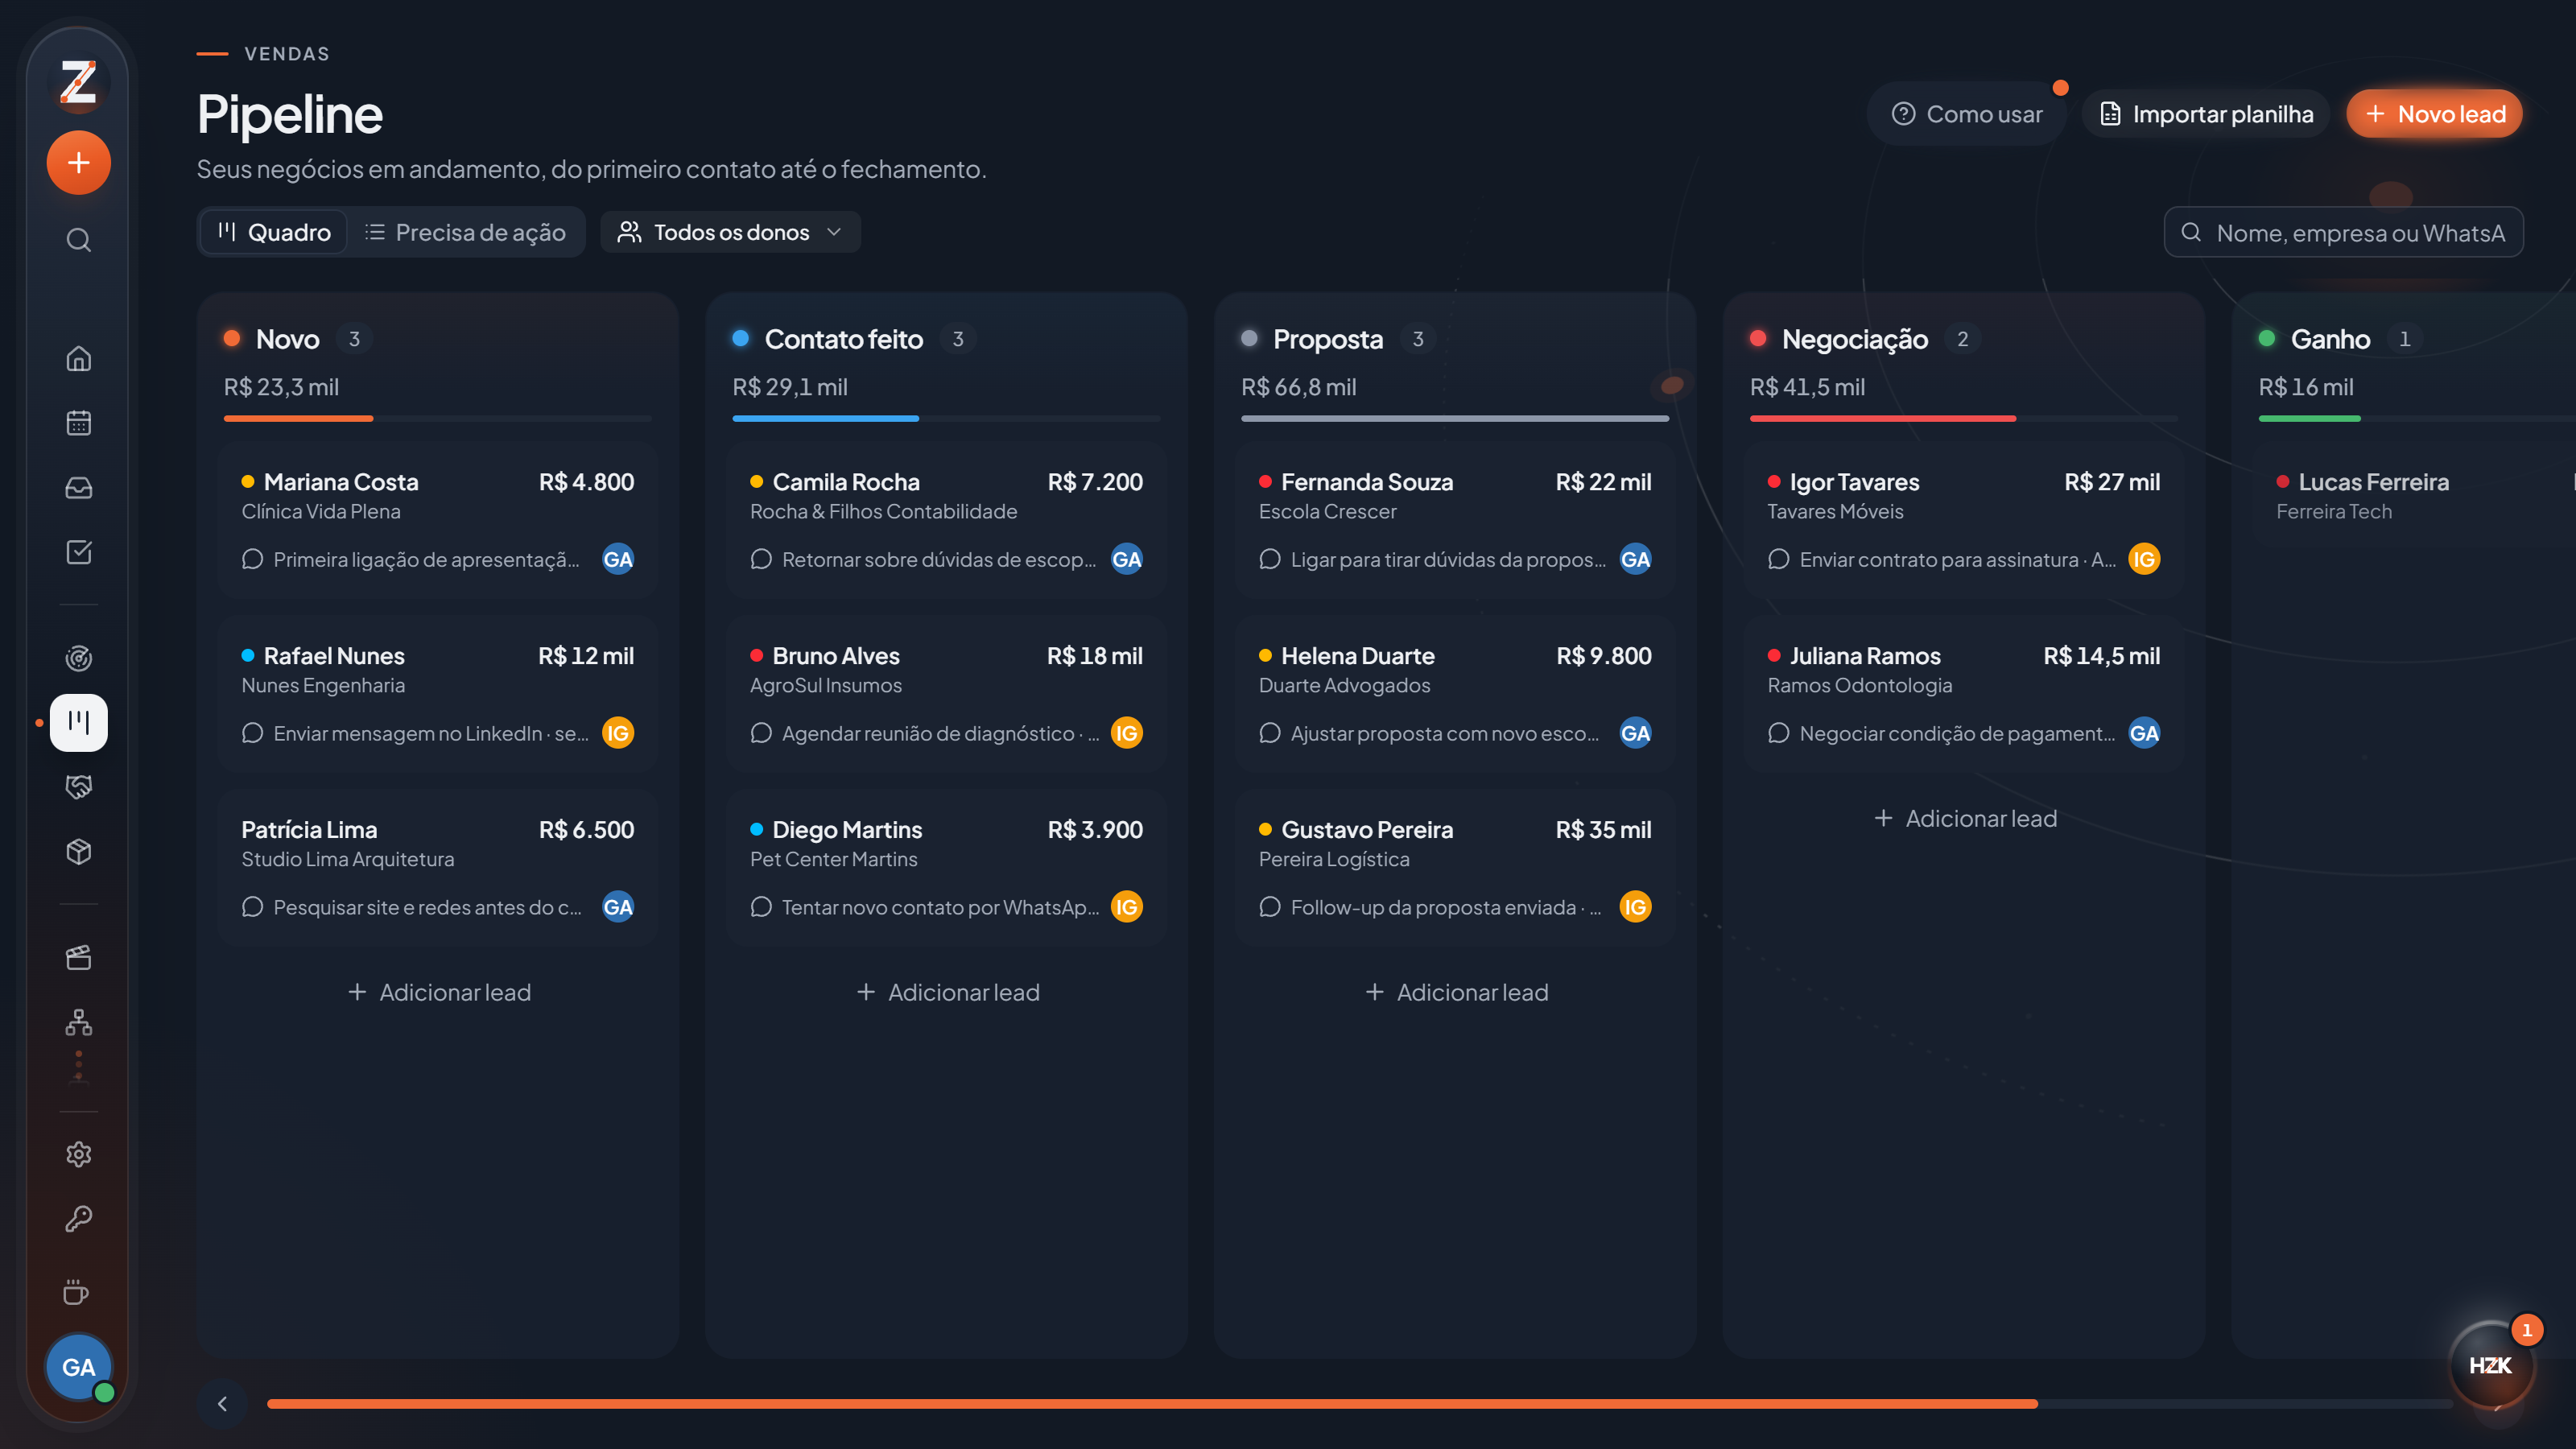 Z
VENDAS
Pipeline
Seus negócios em andamento, do primeiro contato até o fechamento.
Como usar
Importar planilha
Novo lead
Quadro
Precisa de ação
Todos os donos
Nome, empresa ou WhatsA
Novo 3
R$ 23,3 mil
Mariana Costa R$ 4.800
Clínica Vida Plena
Primeira ligação de apresentaçã... GA
Rafael Nunes R$ 12 mil
Nunes Engenharia
Enviar mensagem no LinkedIn · se... IG
Patrícia Lima R$ 6.500
Studio Lima Arquitetura
Pesquisar site e redes antes do c... GA
Adicionar lead
Contato feito 3
R$ 29,1 mil
Camila Rocha R$ 7.200
Rocha & Filhos Contabilidade
Retornar sobre dúvidas de escop... GA
Bruno Alves R$ 18 mil
AgroSul Insumos
Agendar reunião de diagnóstico · ... IG
Diego Martins R$ 3.900
Pet Center Martins
Tentar novo contato por WhatsAp... IG
Adicionar lead
Proposta 3
R$ 66,8 mil
Fernanda Souza R$ 22 mil
Escola Crescer
Ligar para tirar dúvidas da propos... GA
Helena Duarte R$ 9.800
Duarte Advogados
Ajustar proposta com novo esco... GA
Gustavo Pereira R$ 35 mil
Pereira Logística
Follow-up da proposta enviada · ... IG
Adicionar lead
Negociação 2
R$ 41,5 mil
Igor Tavares R$ 27 mil
Tavares Móveis
Enviar contrato para assinatura · A... IG
Juliana Ramos R$ 14,5 mil
Ramos Odontologia
Negociar condição de pagament... GA
Adicionar lead
Ganho 1
R$ 16 mil
Lucas Ferreira
Ferreira Tech
GA
HZK
1